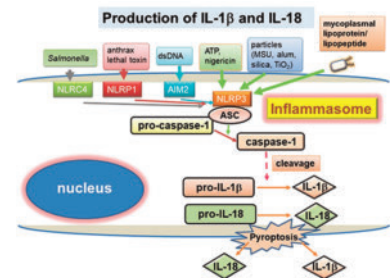 Production of IL-1β and IL-18
Salmonella
anthrax
lethal toxin
dsDNA
ATP,
nigericin
particles
(MSU, alum,
silica, TiO2)
mycoplasmal
lipoprotein/
lipopeptide
NLRC4
NLRP1
AIM2
NLRP3
ASC
Inflammasome
pro-caspase-1
caspase-1
cleavage
nucleus
pro-IL-1β
IL-1β
pro-IL-18
IL-18
Pyroptosis
IL-18
IL-1β